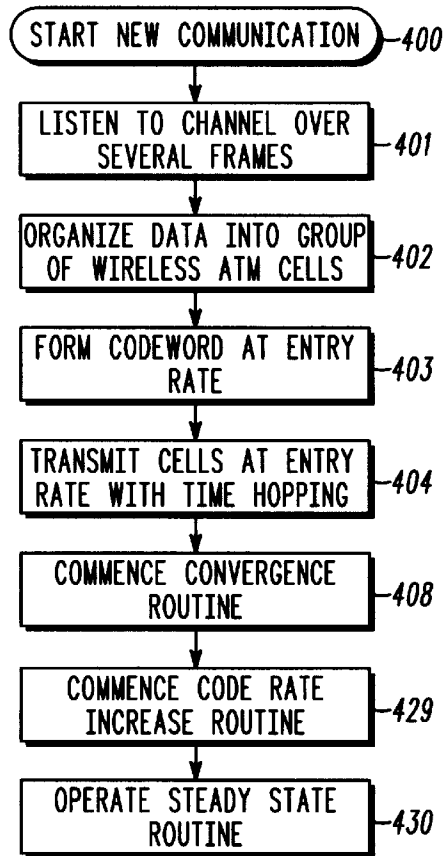 START NEW COMMUNICATION 400
LISTEN TO CHANNEL OVER
SEVERAL FRAMES 401
ORGANIZE DATA INTO GROUP
OF WIRELESS ATM CELLS 402
FORM CODEWORD AT ENTRY
RATE 403
TRANSMIT CELLS AT ENTRY
RATE WITH TIME HOPPING 404
COMMENCE CONVERGENCE
ROUTINE 408
COMMENCE CODE RATE
INCREASE ROUTINE 429
OPERATE STEADY STATE
ROUTINE 430